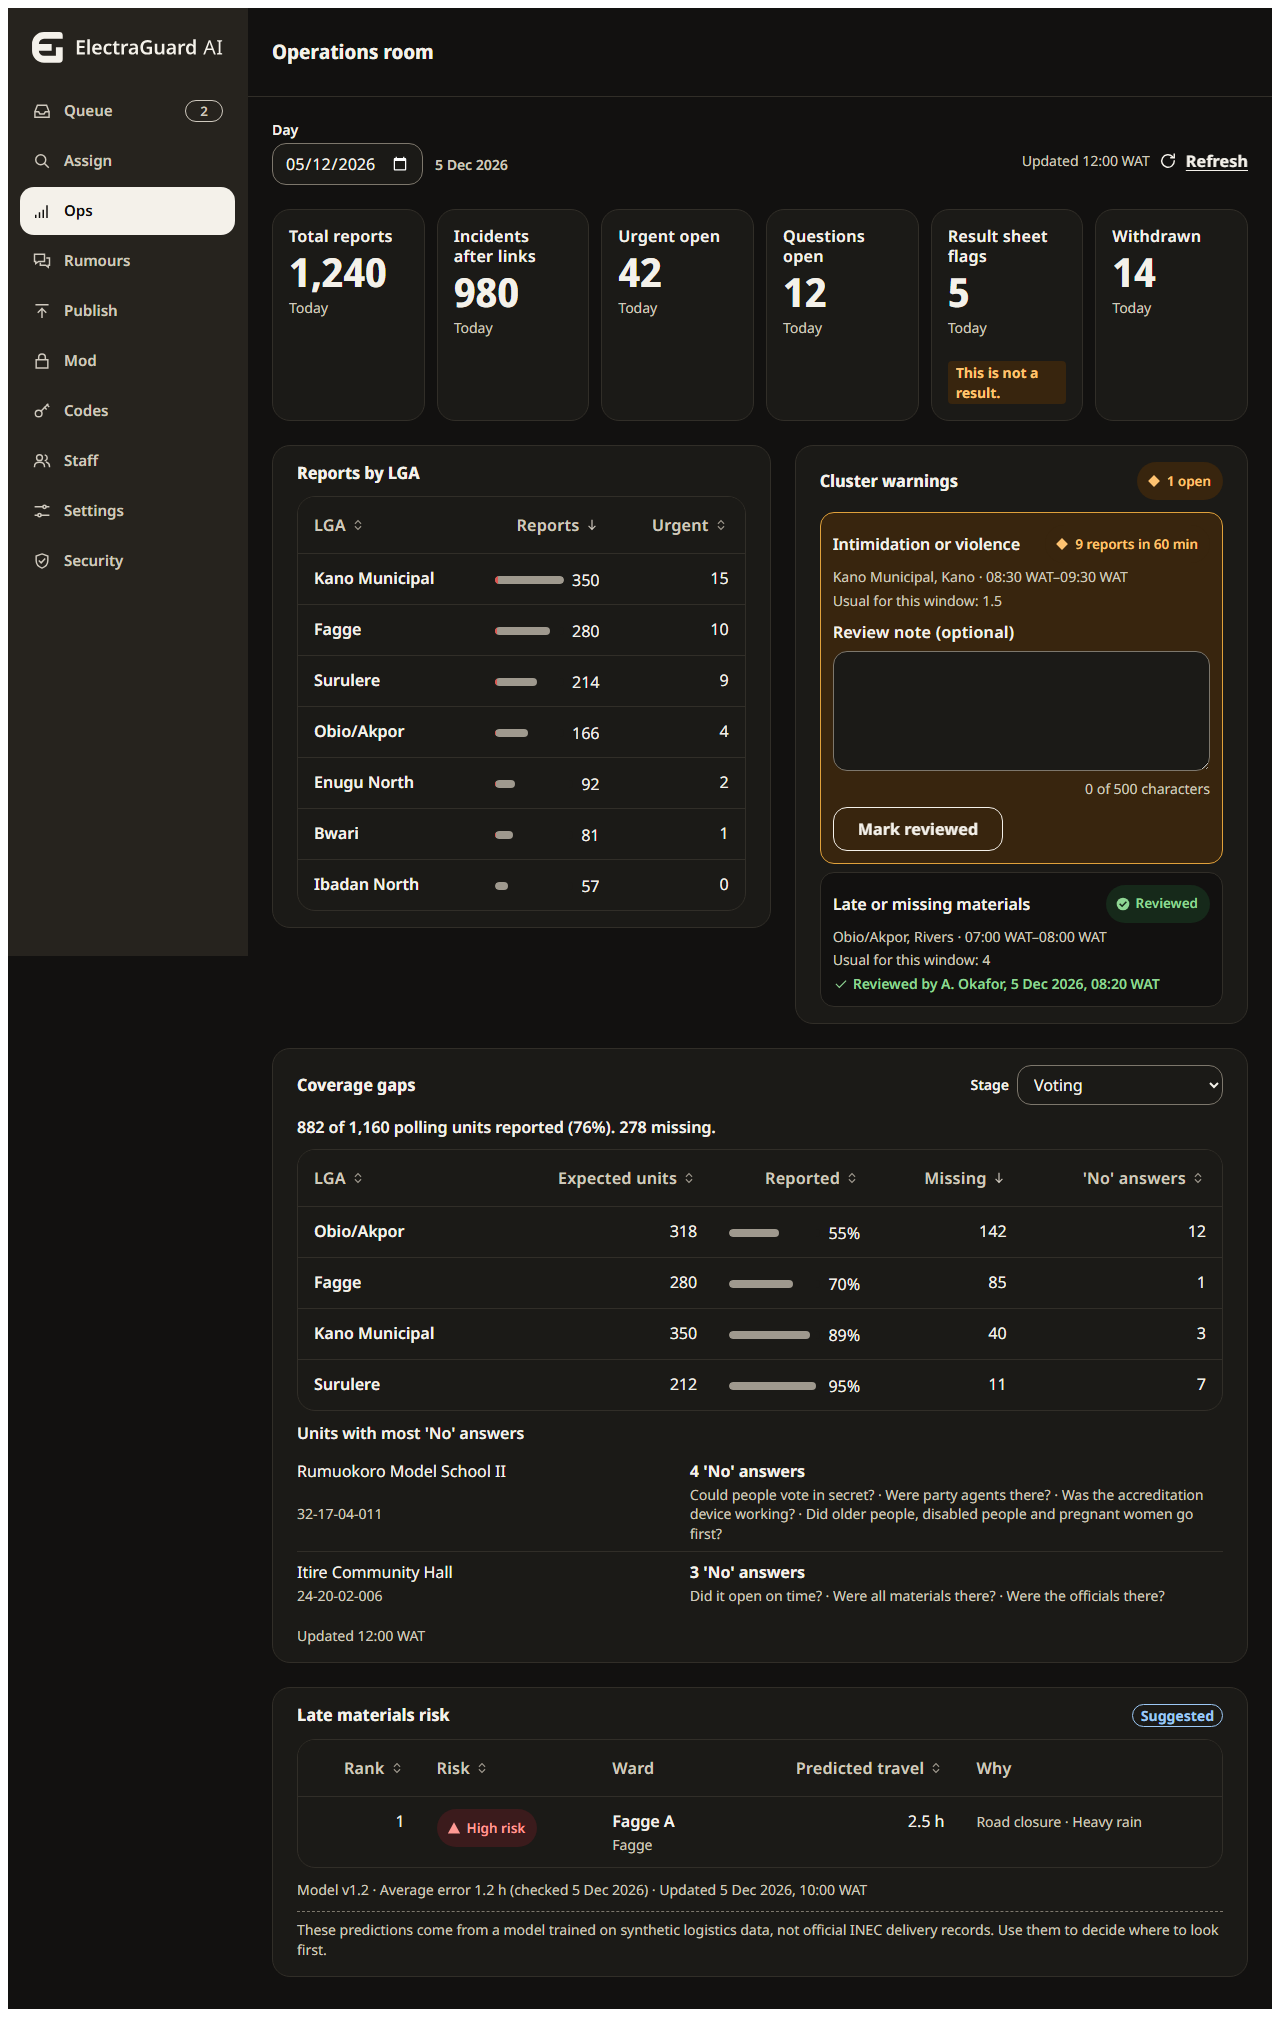 ElectraGuard AI
Queue 2
Assign
Ops
Rumours
Publish
Mod
Codes
Staff
Settings
Security
Operations room
Day
05/12/2026 5 Dec 2026
Updated 12:00 WAT Refresh
Total reports
1,240
Today
Incidents
after links
980
Today
Urgent open
42
Today
Questions
open
12
Today
Result sheet
flags
5
Today
This is not a
result.
Withdrawn
14
Today
Reports by LGA
LGA Reports Urgent
Kano Municipal 350 15
Fagge 280 10
Surulere 214 9
Obio/Akpor 166 4
Enugu North 92 2
Bwari 81 1
Ibadan North 57 0
Cluster warnings 1 open
Intimidation or violence 9 reports in 60 min
Kano Municipal, Kano · 08:30 WAT–09:30 WAT
Usual for this window: 1.5
Review note (optional)
0 of 500 characters
Mark reviewed
Late or missing materials Reviewed
Obio/Akpor, Rivers · 07:00 WAT–08:00 WAT
Usual for this window: 4
Reviewed by A. Okafor, 5 Dec 2026, 08:20 WAT
Coverage gaps Stage Voting
882 of 1,160 polling units reported (76%). 278 missing.
LGA Expected units Reported Missing 'No' answers
Obio/Akpor 318 55% 142 12
Fagge 280 70% 85 1
Kano Municipal 350 89% 40 3
Surulere 212 95% 11 7
Units with most 'No' answers
Rumuokoro Model School II
32-17-04-011
4 'No' answers
Could people vote in secret? · Were party agents there? · Was the accreditation
device working? · Did older people, disabled people and pregnant women go
first?
Itire Community Hall
24-20-02-006
3 'No' answers
Did it open on time? · Were all materials there? · Were the officials there?
Updated 12:00 WAT
Late materials risk Suggested
Rank Risk Ward Predicted travel Why
1 High risk Fagge A 2.5 h Road closure · Heavy rain
Fagge
Model v1.2 · Average error 1.2 h (checked 5 Dec 2026) · Updated 5 Dec 2026, 10:00 WAT
These predictions come from a model trained on synthetic logistics data, not official INEC delivery records. Use them to decide where to look
first.